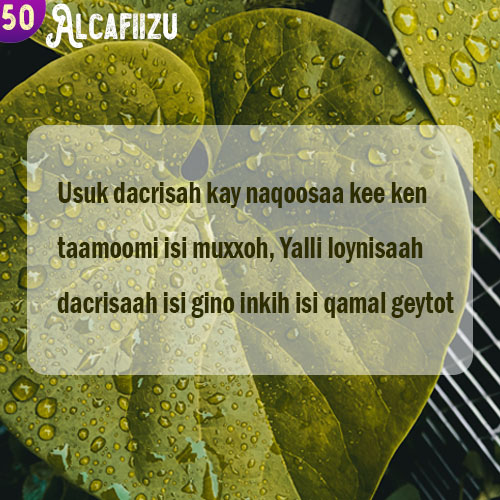 50
ALCAFIIZU
Usuk dacrisah kay naqoosaa kee ken
taamoomi isi muxxoh, Yalli loynisaah
dacrisaah isi gino inkih isi qamal geytot